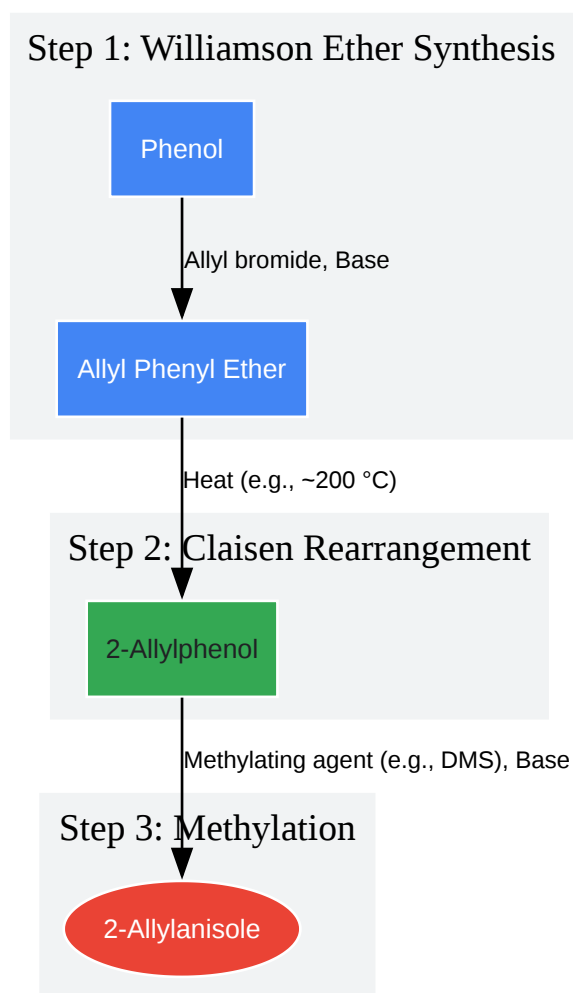 Step 1: Williamson Ether Synthesis
Phenol
Allyl bromide, Base
Allyl Phenyl Ether
Heat (e.g., ~200 °C)
Step 2: Claisen Rearrangement
2-Allylphenol
Methylating agent (e.g., DMS), Base
Step 3: Methylation
2-Allylanisole